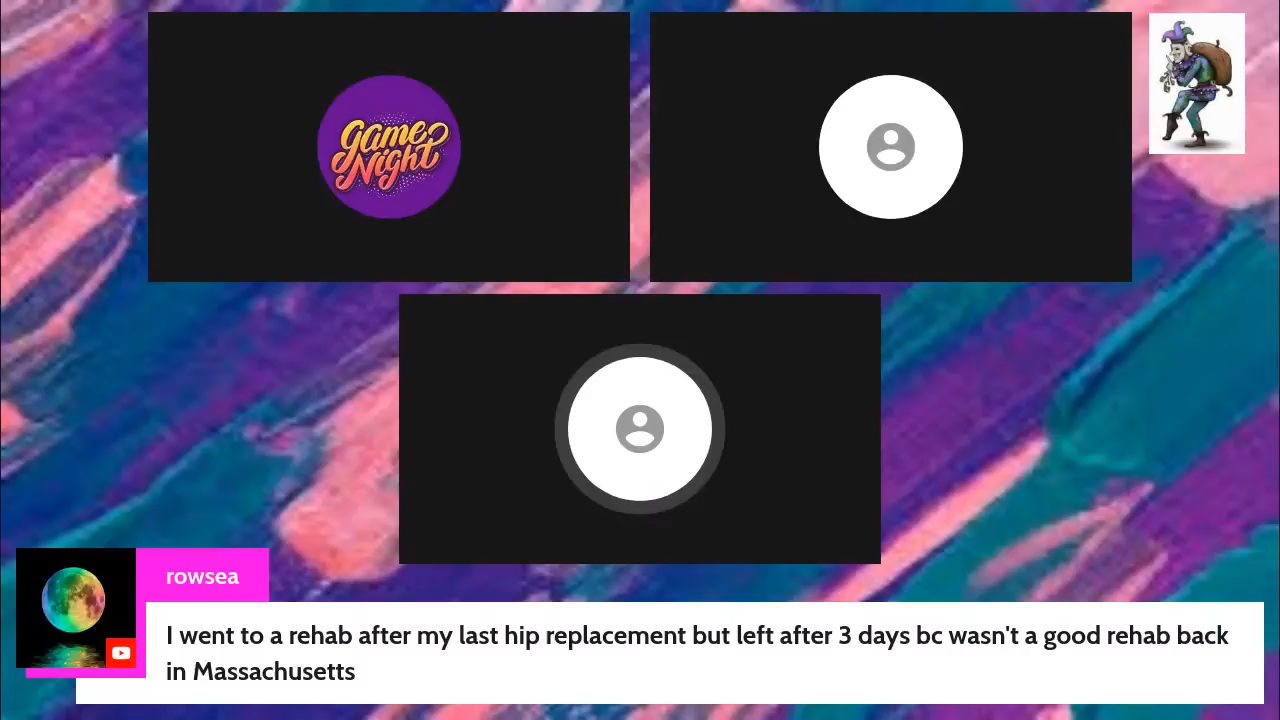 game
Night
rowsea
I went to a rehab after my last hip replacement but left after 3 days bc wasn't a good rehab back
in Massachusetts